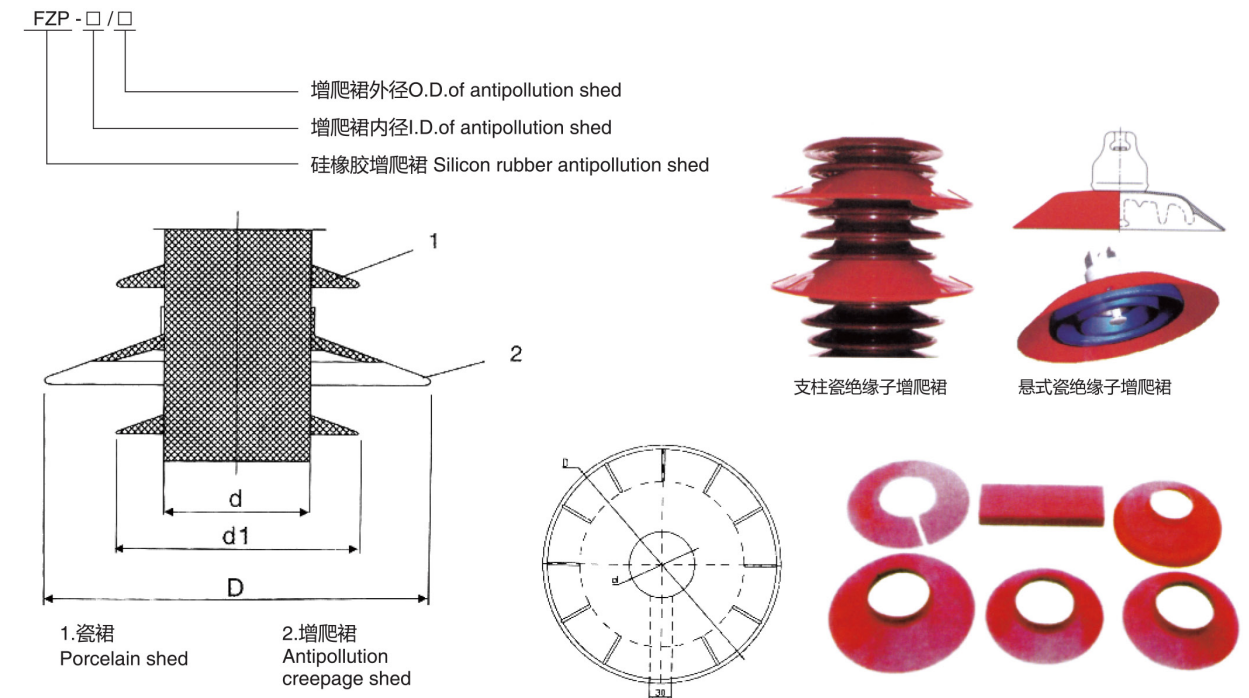 FZP - □ / □
增爬裙外径O.D.of antipollution shed
增爬裙内径I.D.of antipollution shed
硅橡胶增爬裙 Silicon rubber antipollution shed
1
2
d
d1
D
1.瓷裙
Porcelain shed
2.增爬裙
Antipollution
creepage shed
支柱瓷绝缘子增爬裙
悬式瓷绝缘子增爬裙
D
d
30